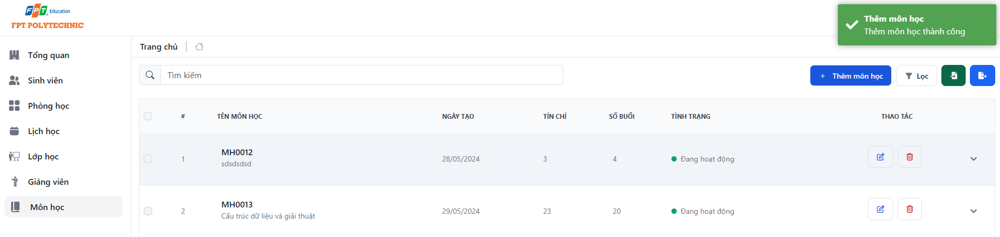 FPT Education
FPT POLYTECHNIC
Thêm môn học
Thêm môn học thành công
Tổng quan
Sinh viên
Phòng học
Lịch học
Lớp học
Giảng viên
Môn học
Trang chủ
Tìm kiếm
+ Thêm môn học
Lọc
# TÊN MÔN HỌC NGÀY TẠO TÍN CHỈ SỐ BUỔI TÌNH TRẠNG THAO TÁC
1 MH0012 28/05/2024 3 4 Đang hoạt động
sdsdsdsd
2 MH0013 29/05/2024 23 20 Đang hoạt động
Cấu trúc dữ liệu và giải thuật